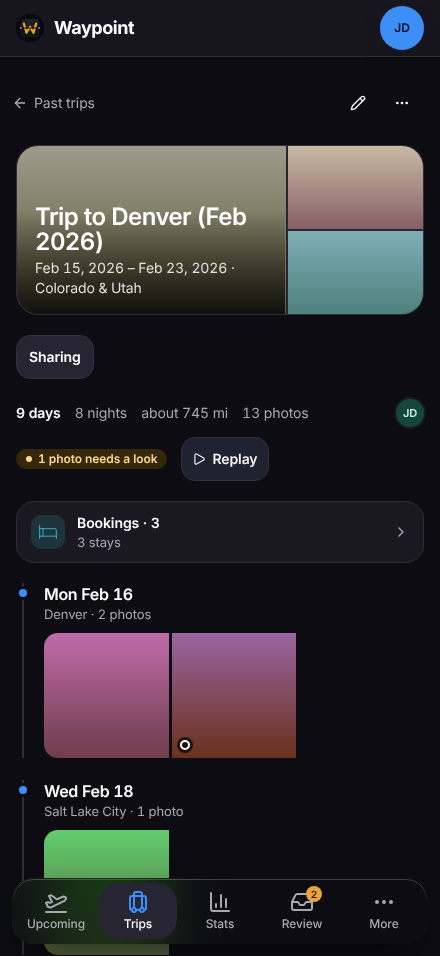 Waypoint
JD
Past trips
Trip to Denver (Feb
2026)
Feb 15, 2026 – Feb 23, 2026 ·
Colorado & Utah
Sharing
9 days 8 nights about 745 mi 13 photos JD
1 photo needs a look Replay
Bookings · 3
3 stays
Mon Feb 16
Denver · 2 photos
Wed Feb 18
Salt Lake City · 1 photo
2
Upcoming Trips Stats Review More